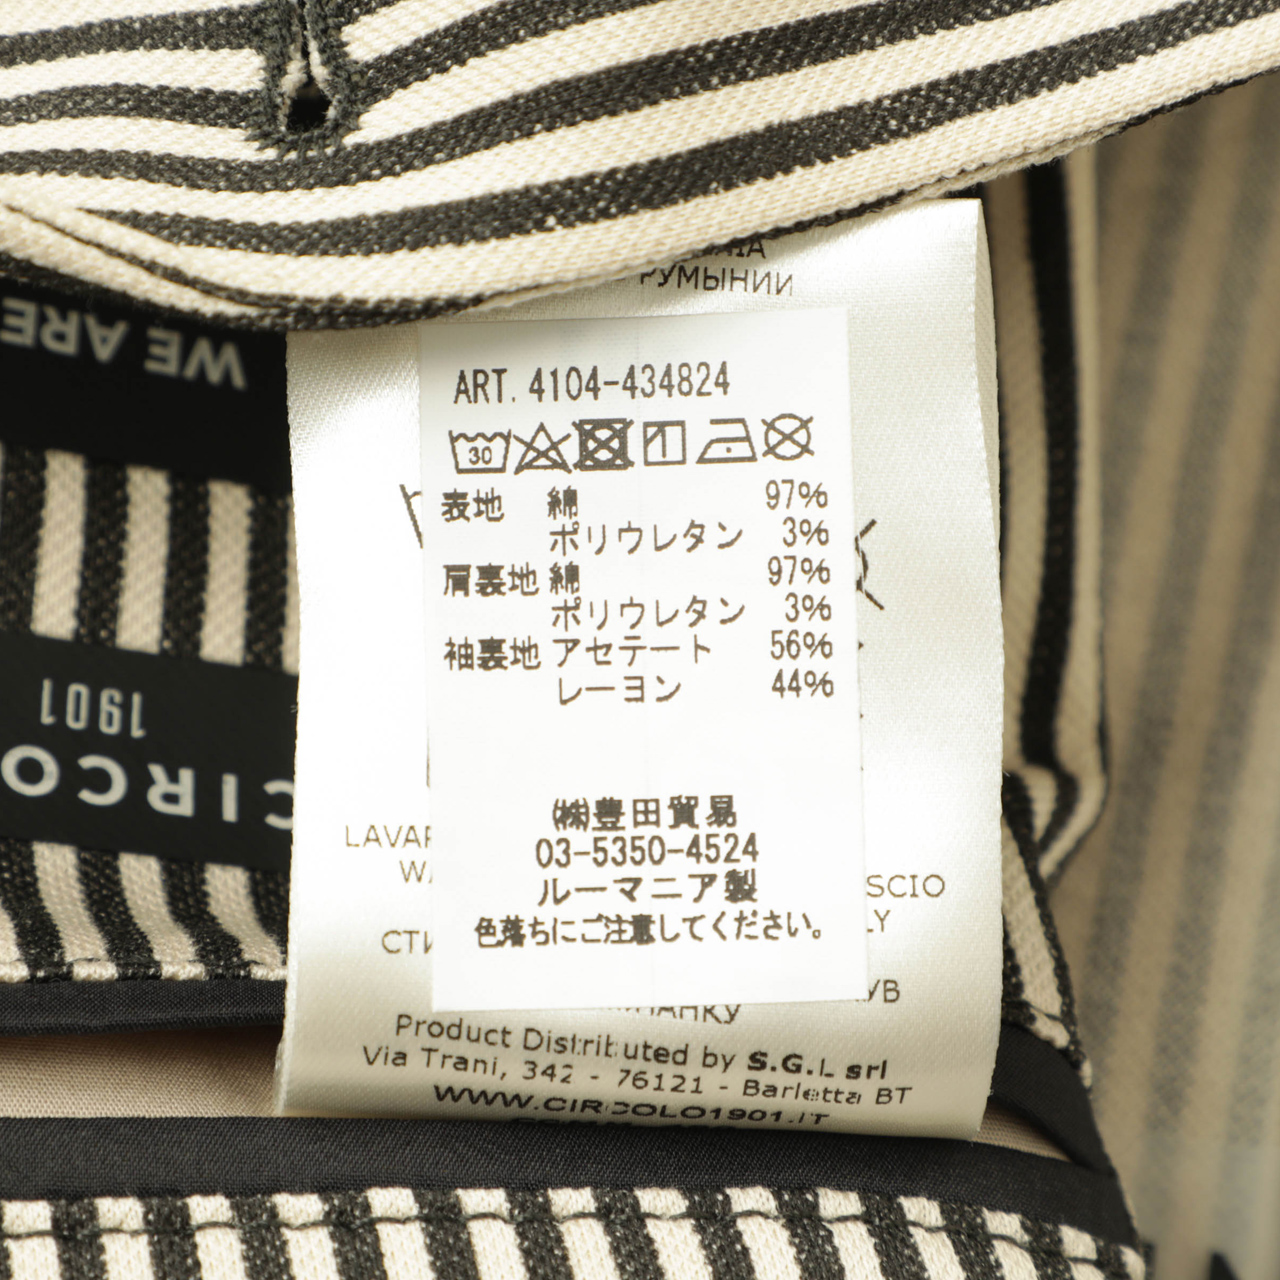 РУМЫНИИ
WE ARE
ART. 4104-434824
30
表地 綿 97%
ポリウレタン 3%
肩裏地 綿 97%
ポリウレタン 3%
袖裏地 アセテート 56%
レーヨン 44%
1901
CIRCO
㈱豊田貿易
03-5350-4524
ルーマニア製
色落ちにご注意してください。
Product Distributed by S.G.L srl
Via Trani, 342 - 76121 - Barletta BT
WWW.CIRCOLO1901.IT